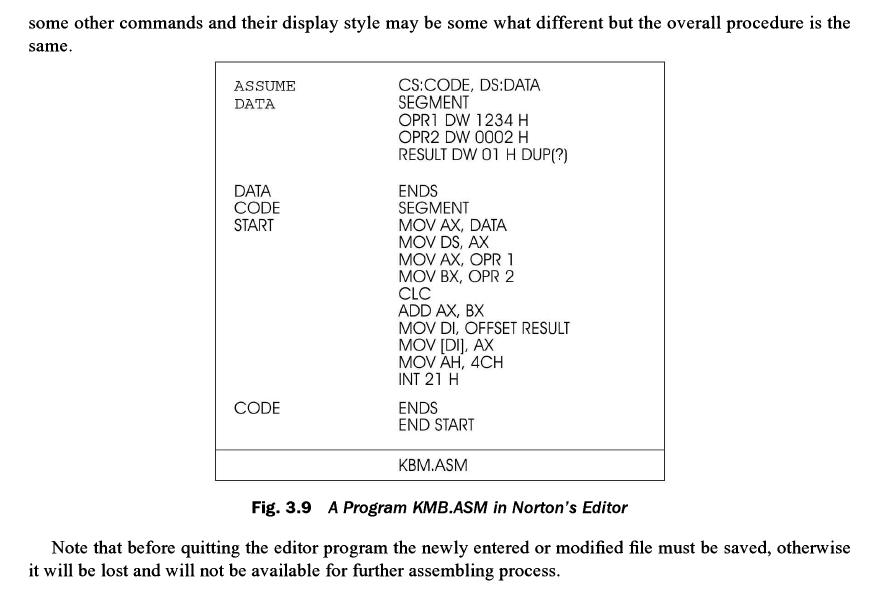 some other commands and their display style may be some what different but the overall procedure is the
same.
ASSUME CS:CODE, DS:DATA
DATA SEGMENT
OPR1 DW 1234 H
OPR2 DW 0002 H
RESULT DW 01 H DUP(?)
DATA ENDS
CODE SEGMENT
START MOV AX, DATA
MOV DS, AX
MOV AX, OPR 1
MOV BX, OPR 2
CLC
ADD AX, BX
MOV DI, OFFSET RESULT
MOV [DI], AX
MOV AH, 4CH
INT 21 H
CODE ENDS
END START
KBM.ASM
Fig. 3.9 A Program KMB.ASM in Norton's Editor
Note that before quitting the editor program the newly entered or modified file must be saved, otherwise
it will be lost and will not be available for further assembling process.